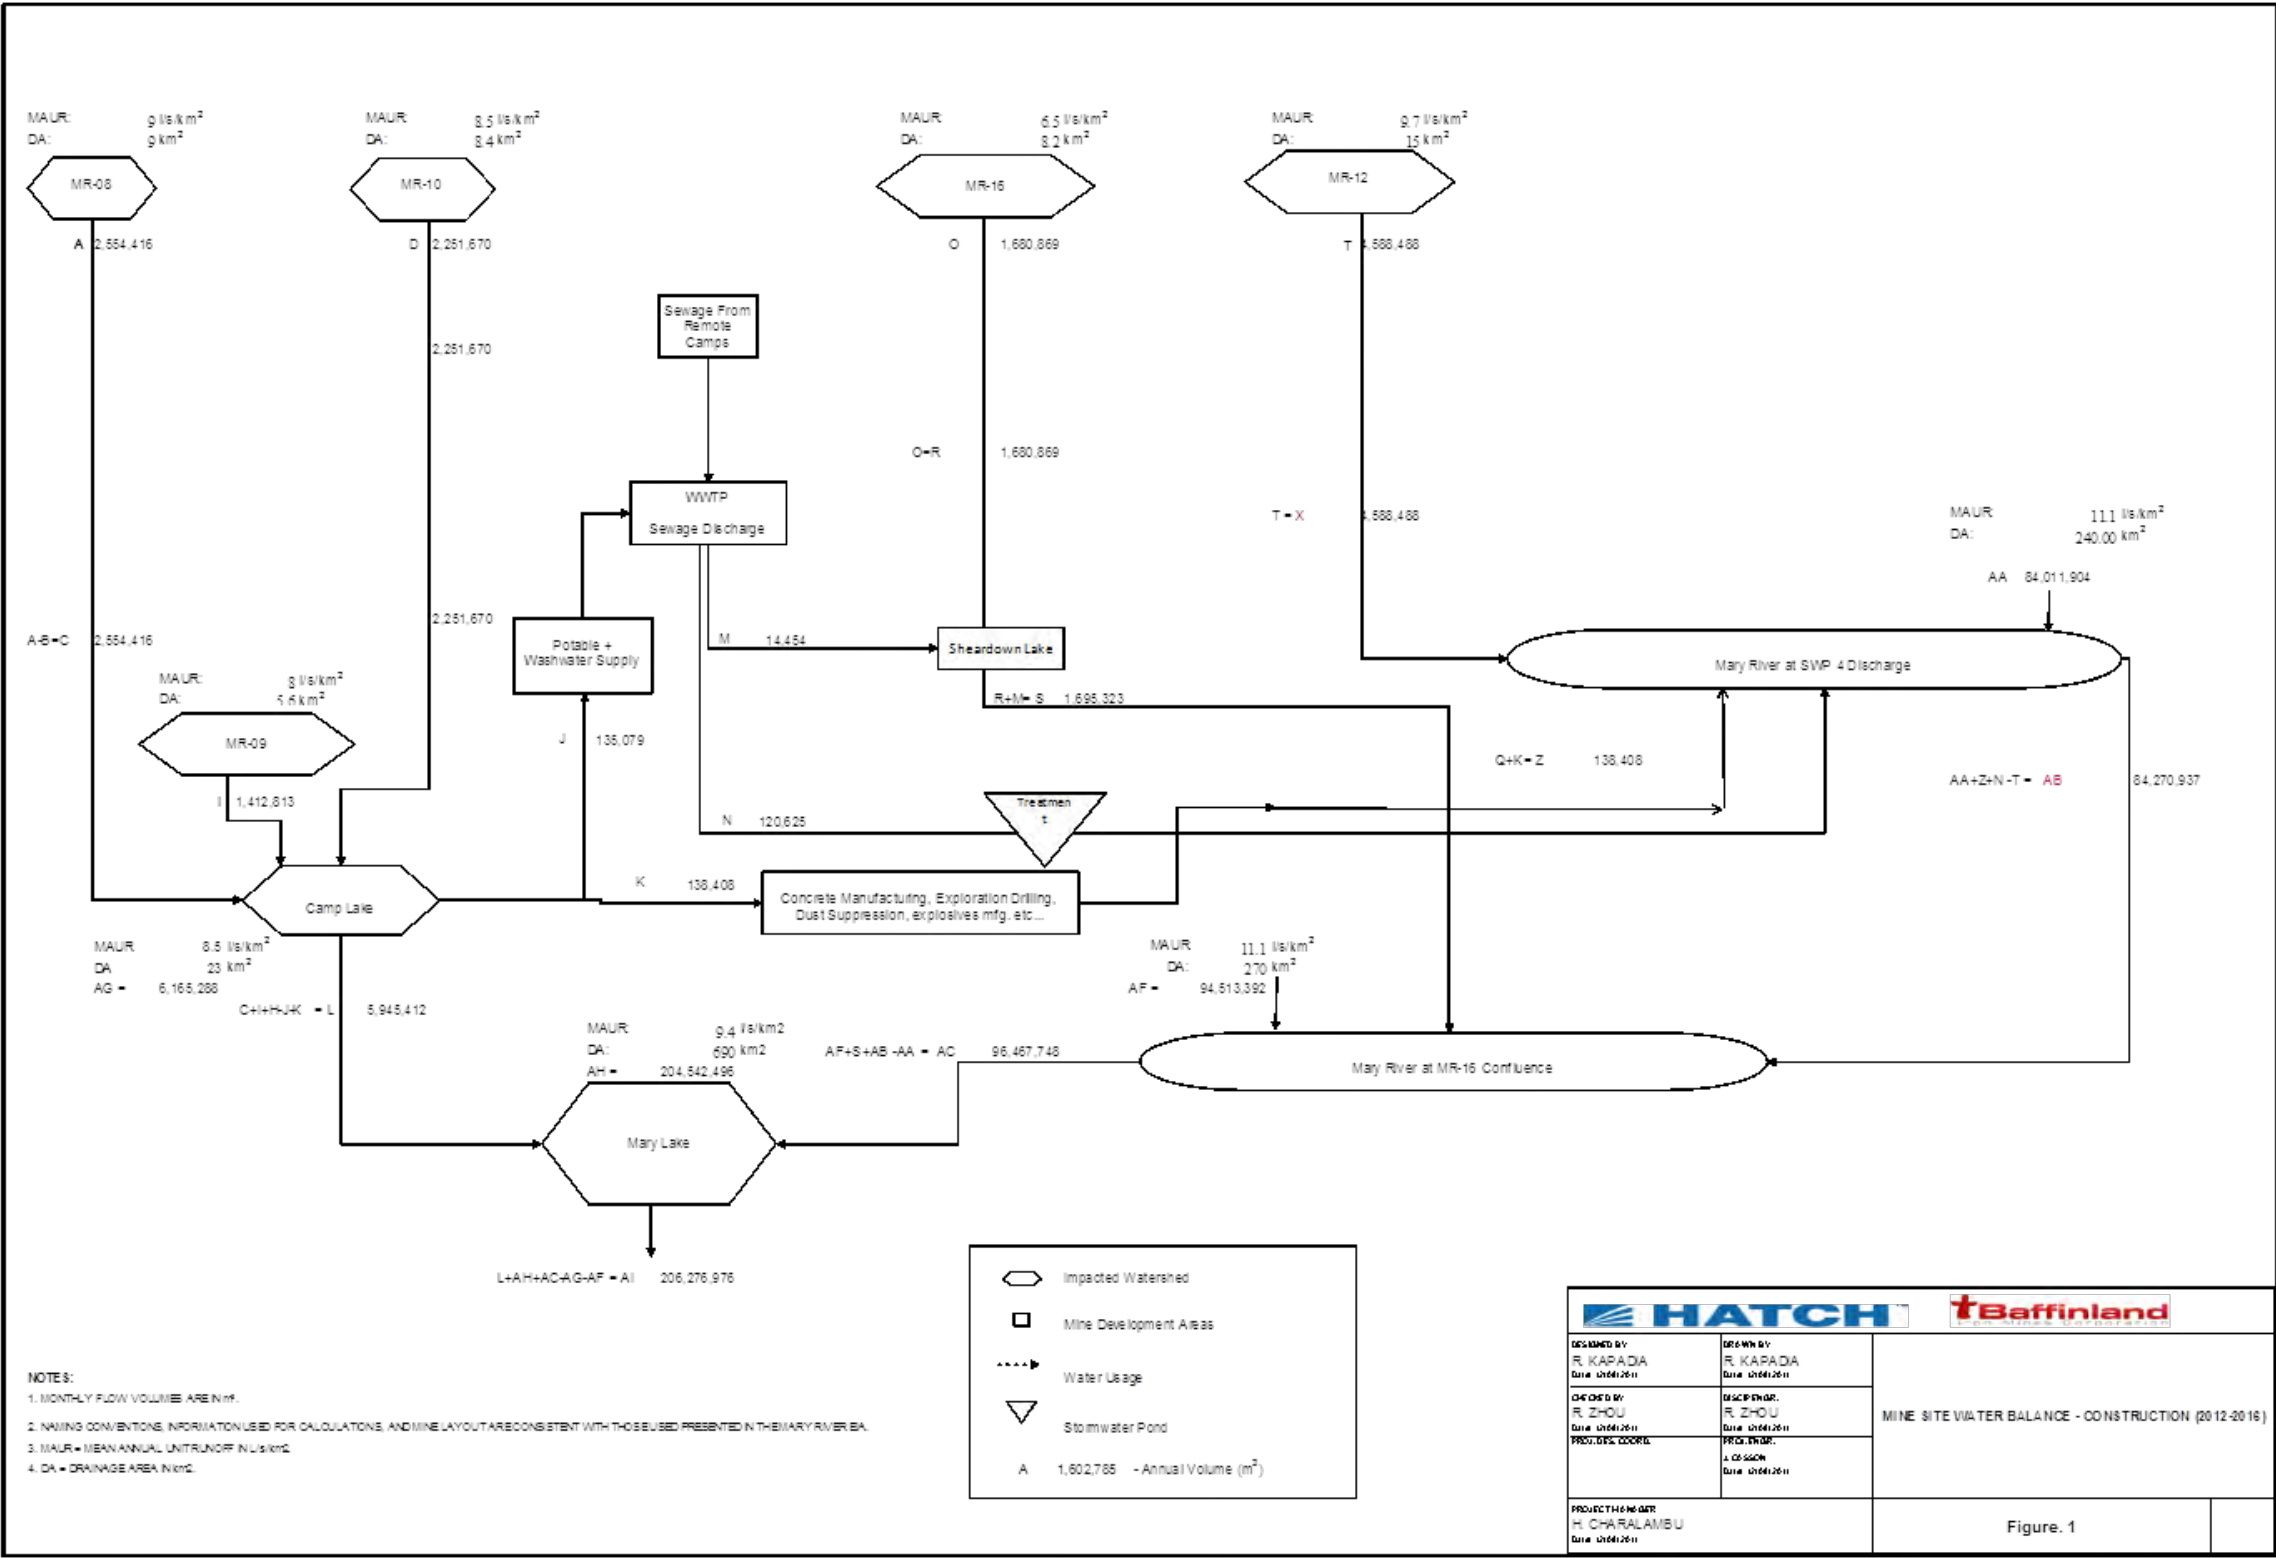 MAUR: 9 l/s/km²
DA: 9 km²
MR-08
A 2,554,416
MAUR 8.5 l/s/km²
DA: 8.4 km²
MR-10
D 2,251,670
2,251,670
2,251,670
MAUR 6.5 l/s/km²
DA: 8.2 km²
MR-16
O 1,680,869
O=R 1,680,869
MAUR 9.7 l/s/km²
DA: 15 km²
MR-12
T 4,588,488
T = X 4,588,488
Sewage From
Remote
Camps
WWTP
Sewage Discharge
Potable +
Washwater Supply
M 14,454
Sheardown Lake
R+M= S 1,695,323
MAUR 11.1 l/s/km²
DA: 240.00 km²
AA 84,011,904
Mary River at SWP 4 Discharge
A-B=C 2,554,416
MAUR: 8 l/s/km²
DA: 5.6 km²
MR-09
I 1,412,813
J 135,079
Q+K= Z 138,408
AA+Z+N -T = AB 84,270,937
Treatmen
t
N 120,625
K 138,408
Concrete Manufacturing, Exploration Drilling,
Dust Suppression, explosives mfg. etc...
Camp Lake
MAUR 8.5 l/s/km²
DA 23 km²
AG = 6,165,288
C+I+H-J-K = L 5,945,412
MAUR 11.1 l/s/km²
DA: 270 km²
AF = 94,513,392
MAUR 9.4 l/s/km2
DA: 690 km2
AH = 204,542,496
AF+S+AB -AA = AC 96,467,748
Mary River at MR-16 Confluence
Mary Lake
L+AH+AC-AG-AF = AI 206,276,976
Impacted Watershed
Mine Development Areas
Water Usage
Stormwater Pond
A 1,602,785 - Annual Volume (m³)
NOTES:
1. MONTHLY FLOW VOLUMES ARE IN m³.
2. NAMING CONVENTIONS, INFORMATION USED FOR CALCULATIONS, AND MINE LAYOUT ARE CONSISTENT WITH THOSE USED PRESENTED IN THE MARY RIVER EIA.
3. MAUR = MEAN ANNUAL UNIT RUNOFF IN L/s/km2
4. DA = DRAINAGE AREA IN km2.
HATCH
Baffinland
Iron Mines Corporation
DESIGNED BY
R. KAPADIA
DRAWN BY
R. KAPADIA
CHECKED BY
R. ZHOU
DISCIP. ENGR.
R. ZHOU
PROJ. DES. COORD.
PROJ. ENGR.
PROJECT MANAGER
H. CHARALAMBU
MINE SITE WATER BALANCE - CONSTRUCTION (2012-2016)
Figure. 1